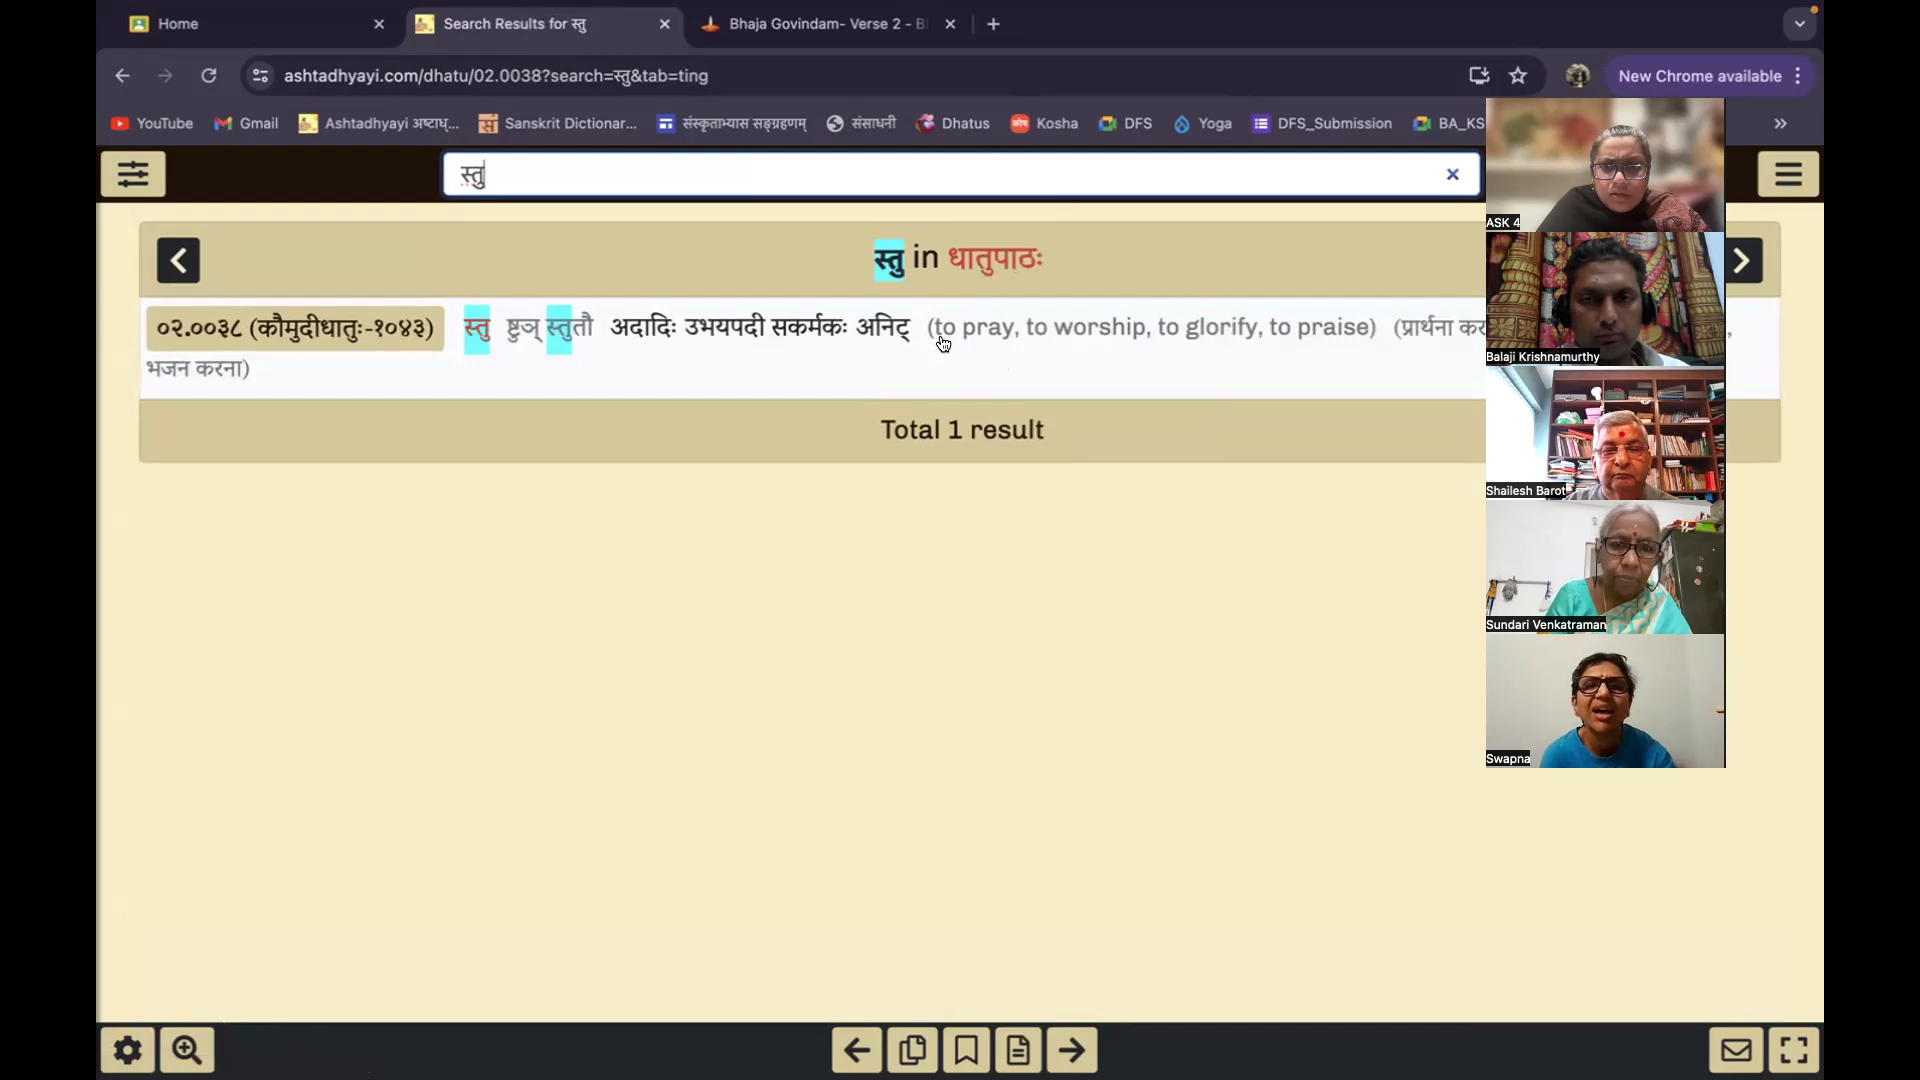 Home
Search Results for स्तु
Bhaja Govindam- Verse 2 - B
ashtadhyayi.com/dhatu/02.0038?search=स्तु&tab=ting
New Chrome available
YouTube
Gmail
Ashtadhyayi अष्टाध्...
Sanskrit Dictionar...
संस्कृताभ्यास सङ्ग्रहणम्
संसाधनी
Dhatus
Kosha
DFS
Yoga
DFS_Submission
BA_KS
स्तु
स्तु in धातुपाठः
०२.००३८ (कौमुदीधातुः-१०४३) स्तु ष्टुञ् स्तुतौ अदादिः उभयपदी सकर्मकः अनिट् (to pray, to worship, to glorify, to praise) (प्रार्थना कर
भजन करना)
Total 1 result
ASK 4
Balaji Krishnamurthy
Shailesh Barot
Sundari Venkatraman
Swapna